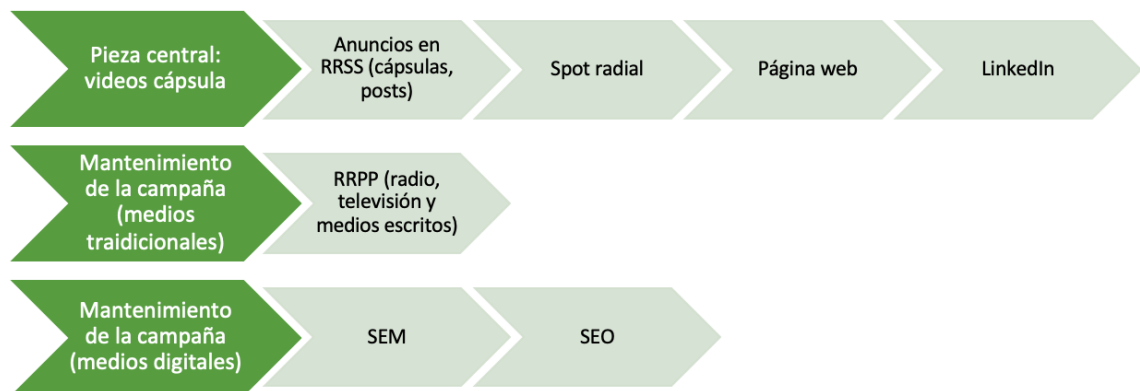 Pieza central:
videos cápsula
Anuncios en
RRSS (cápsulas,
posts)
Spot radial
Página web
LinkedIn
Mantenimiento
de la campaña
(medios
traidicionales)
RRPP (radio,
televisión y
medios escritos)
Mantenimiento
de la campaña
(medios digitales)
SEM
SEO